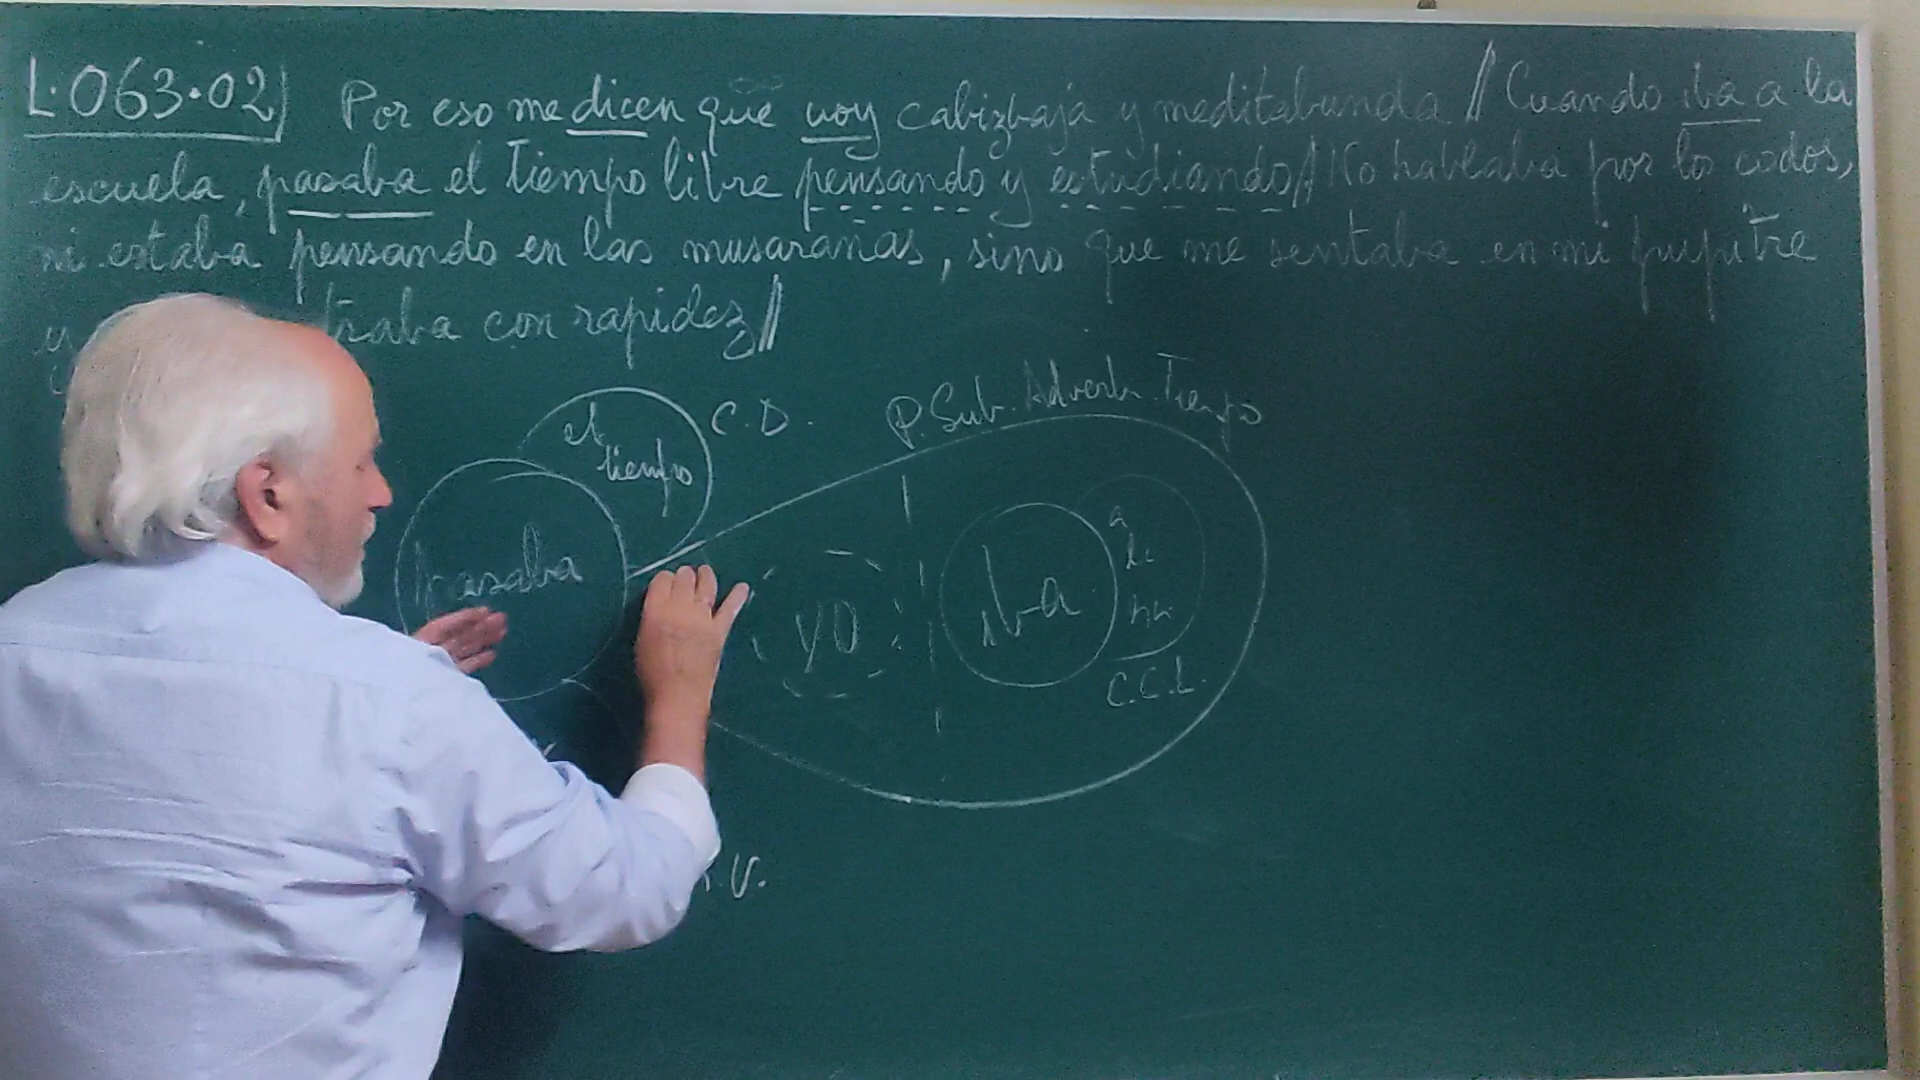 L.063.02 Por eso me dicen que voy cabizbaja y meditabunda // Cuando iba a la
escuela, pasaba el tiempo libre pensando y estudiando // No hablaba por los codos,
ni estaba pensando en las musarañas, sino que me sentaba en mi pupitre
y traba con rapidez //
C.D.
P. Sub. Adverb. Tiempo
el
tiempo
pasaba
yo
iba
a
la
C.C.L.
V.